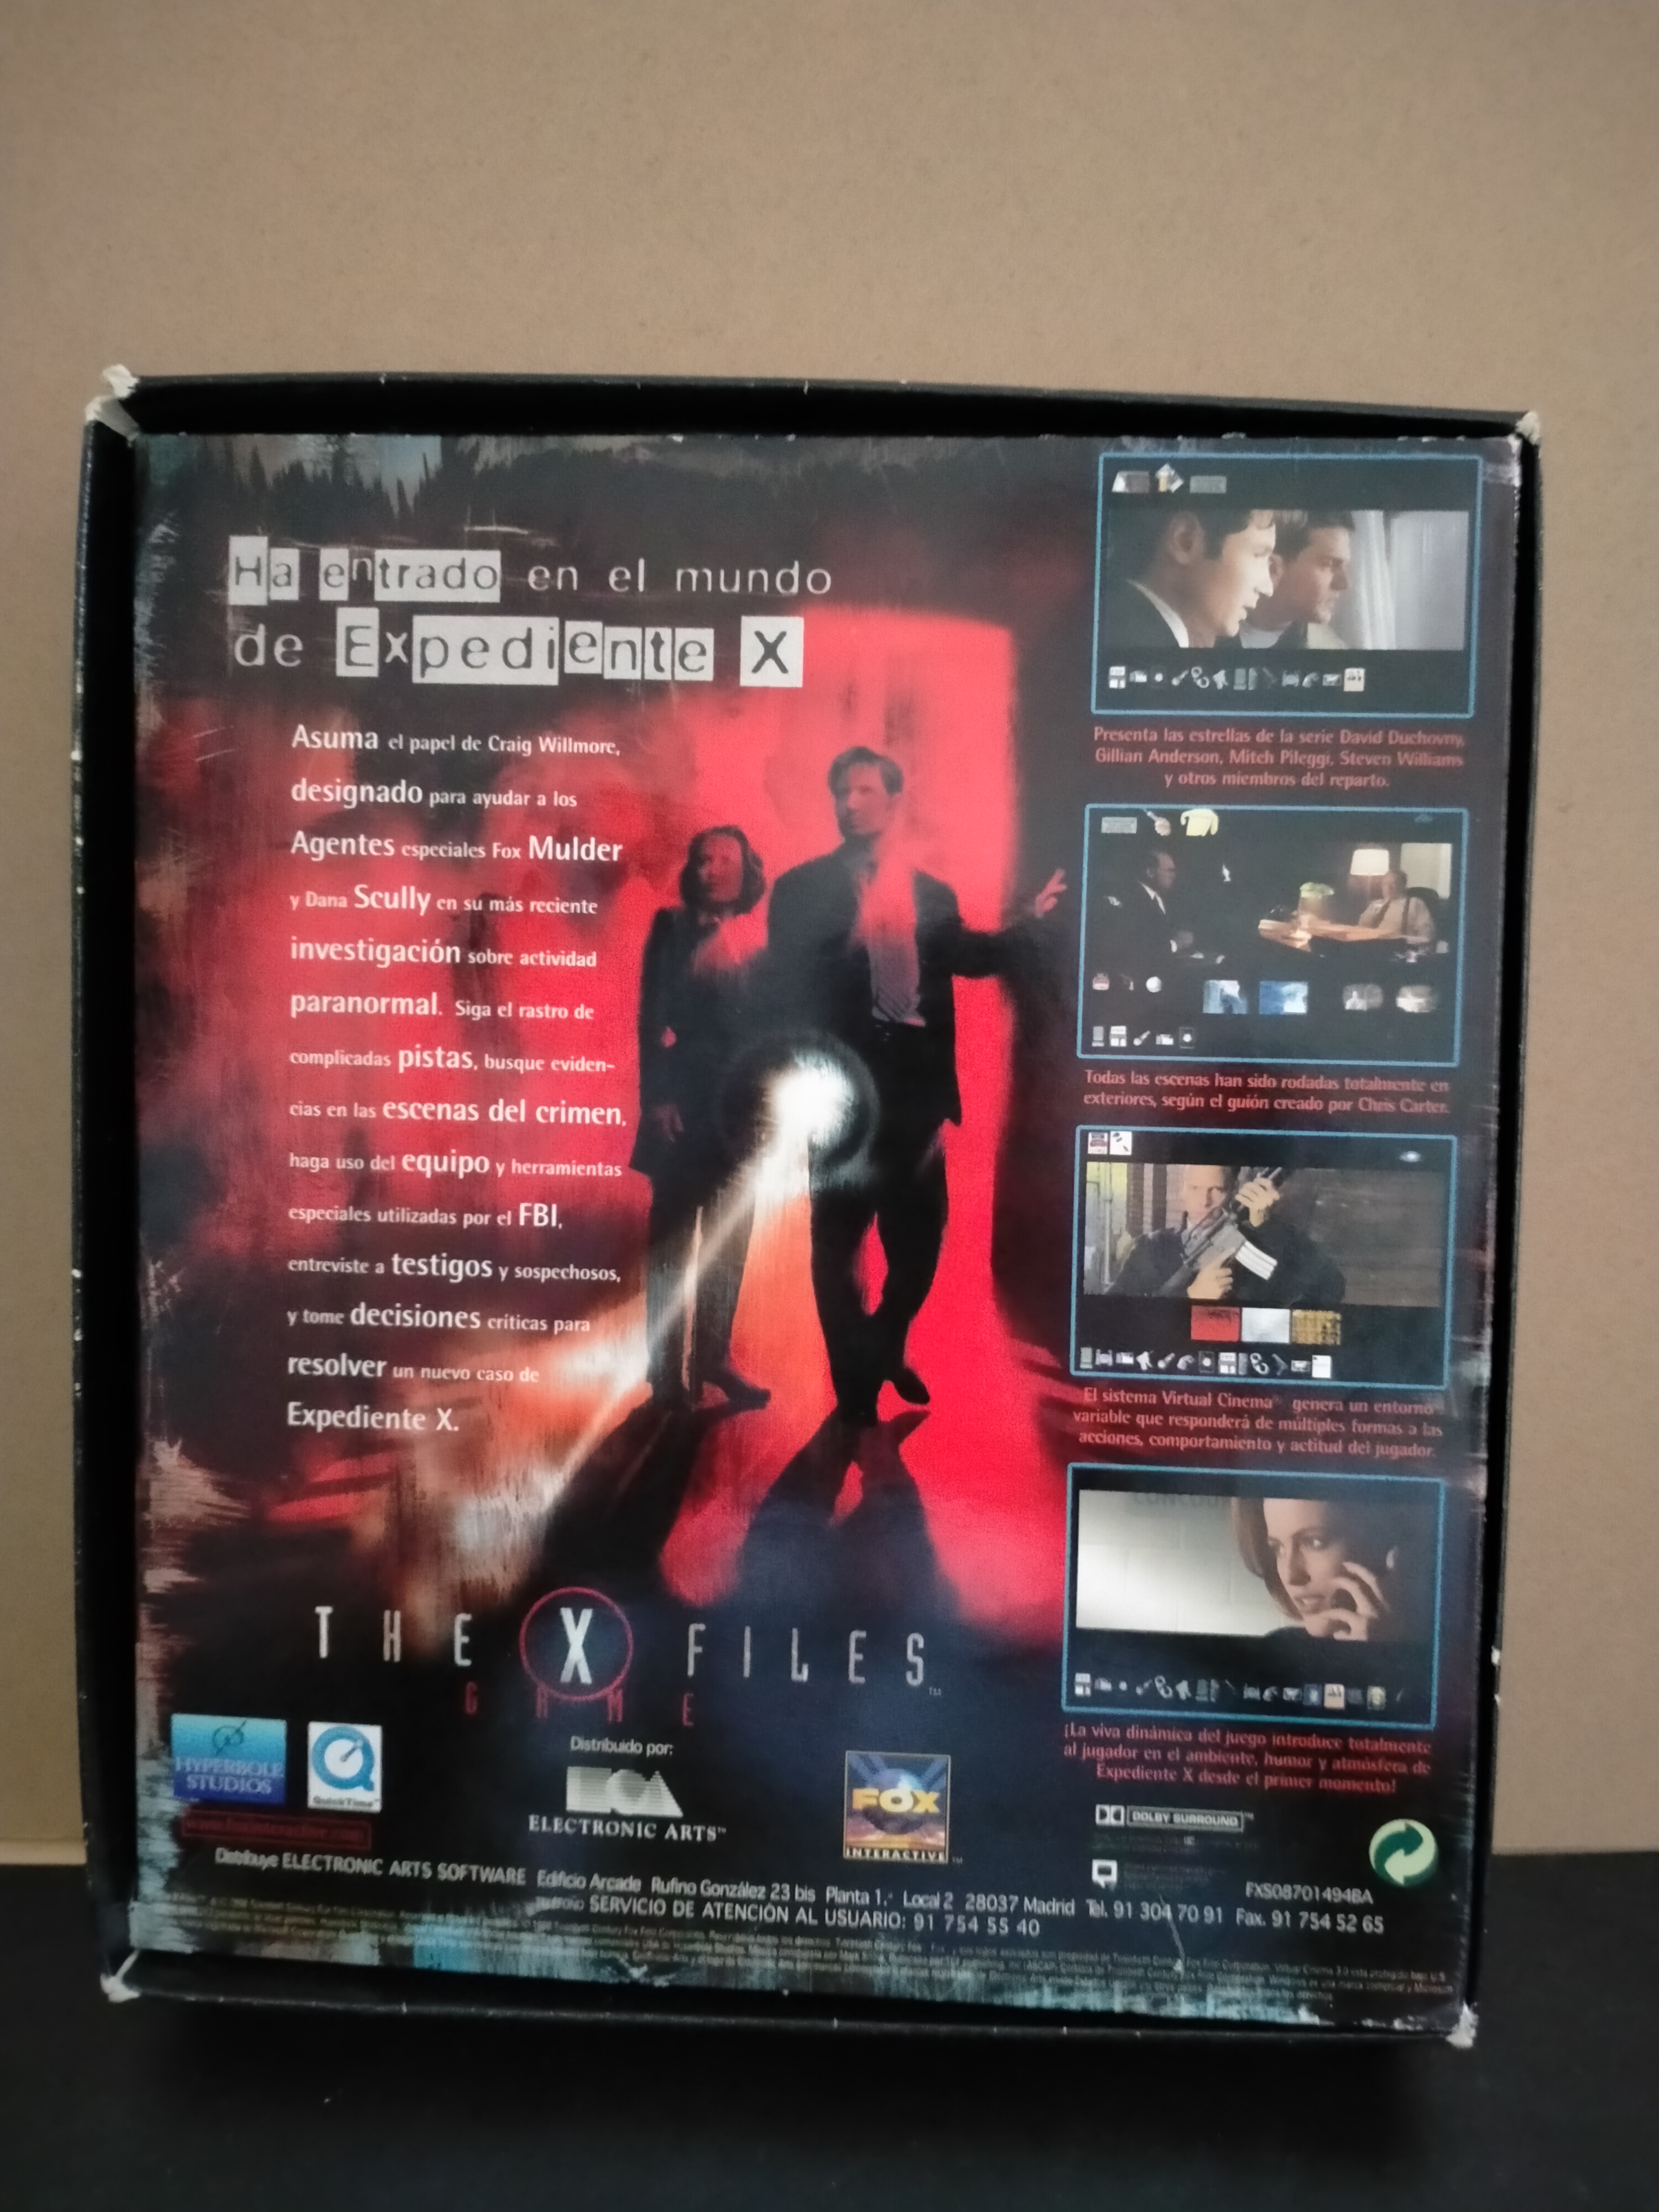 Ha entrado en el mundo
de Expediente X
Asuma el papel de Craig Willmore,
designado para ayudar a los
Agentes especiales Fox Mulder
y Dana Scully en su más reciente
investigación sobre actividad
paranormal. Siga el rastro de
complicadas pistas, busque eviden-
cias en las escenas del crimen,
haga uso del equipo y herramientas
especiales utilizadas por el FBI,
entreviste a testigos y sospechosos,
y tome decisiones críticas para
resolver un nuevo caso de
Expediente X.
Presenta las estrellas de la serie David Duchovny,
Gillian Anderson, Mitch Pileggi, Steven Williams
y otros miembros del reparto.
Todas las escenas han sido rodadas totalmente en
exteriores, según el guión creado por Chris Carter.
El sistema Virtual Cinema genera un entorno
variable que responderá de múltiples formas a las
acciones, comportamiento y actitud del jugador.
¡La viva dinámica del juego introduce totalmente
al jugador en el ambiente, humor y atmósfera de
Expediente X desde el primer momento!
THE X FILES™
GAME
HYPERBOLE
STUDIOS
QuickTime™
Distribuido por:
EA
ELECTRONIC ARTS™
FOX
INTERACTIVE™
DOLBY SURROUND™
FXS08701494BA
Distribuye ELECTRONIC ARTS SOFTWARE Edificio Arcade Rufino González 23 bis Planta 1.ª Local 2 28037 Madrid Tel. 91 304 70 91 Fax. 91 754 52 65
Teléfono SERVICIO DE ATENCIÓN AL USUARIO: 91 754 55 40